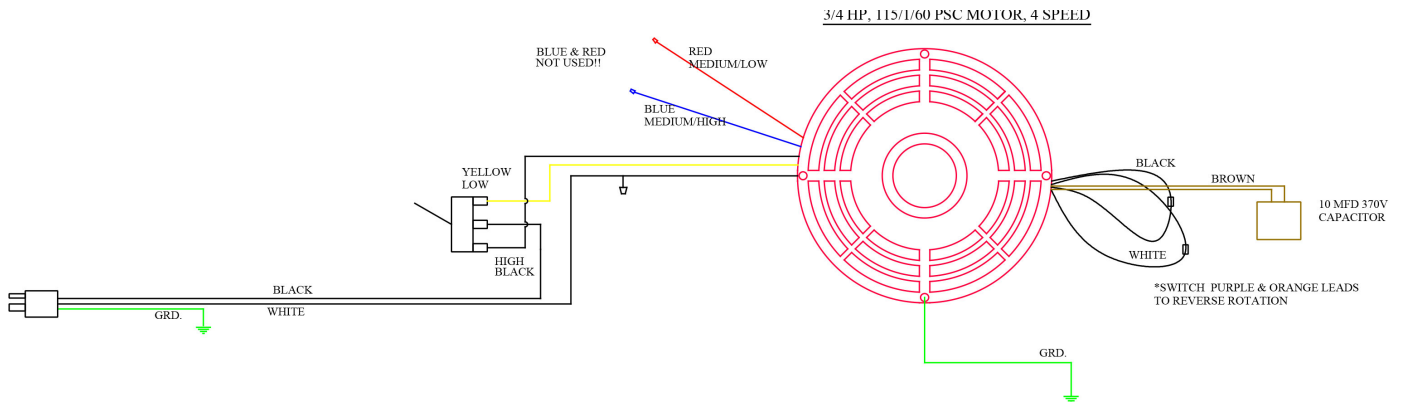 3/4 HP, 115/1/60 PSC MOTOR, 4 SPEED
BLUE & RED
NOT USED!!
RED
MEDIUM/LOW
BLUE
MEDIUM/HIGH
YELLOW
LOW
HIGH
BLACK
BLACK
WHITE
GRD.
BLACK
BROWN
WHITE
10 MFD 370V
CAPACITOR
*SWITCH PURPLE & ORANGE LEADS
TO REVERSE ROTATION
GRD.